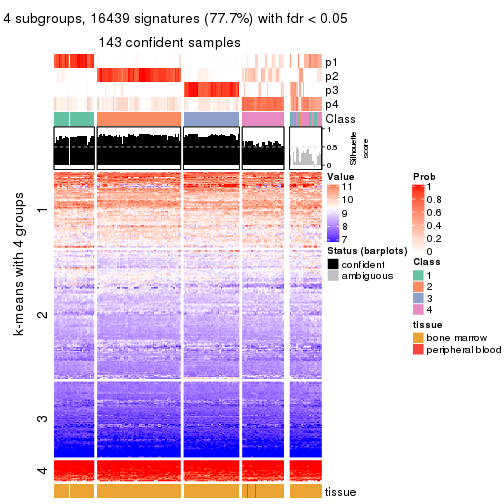 4 subgroups, 16439 signatures (77.7%) with fdr < 0.05
143 confident samples
p1
p2
p3
p4
Class
1
0.5
0
Silhouette
score
k-means with 4 groups
1
2
3
4
tissue
Value
11
10
9
8
7
Status (barplots)
confident
ambiguous
Prob
1
0.8
0.6
0.4
0.2
0
Class
1
2
3
4
tissue
bone marrow
peripheral blood